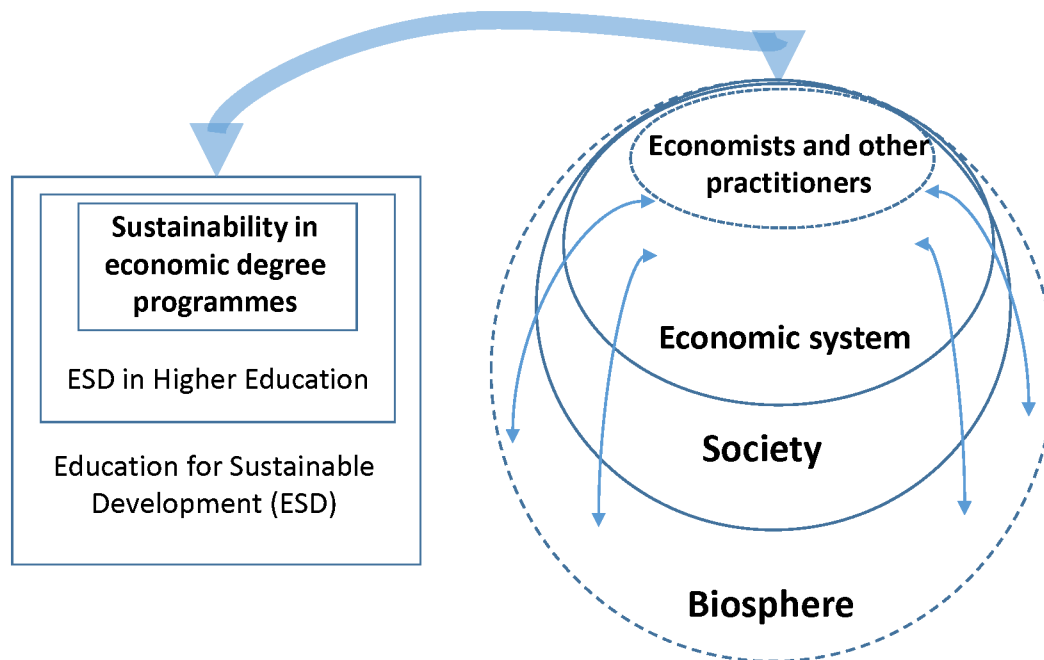 Sustainability in
economic degree
programmes
ESD in Higher Education
Education for Sustainable
Development (ESD)
Economists and other
practitioners
Economic system
Society
Biosphere